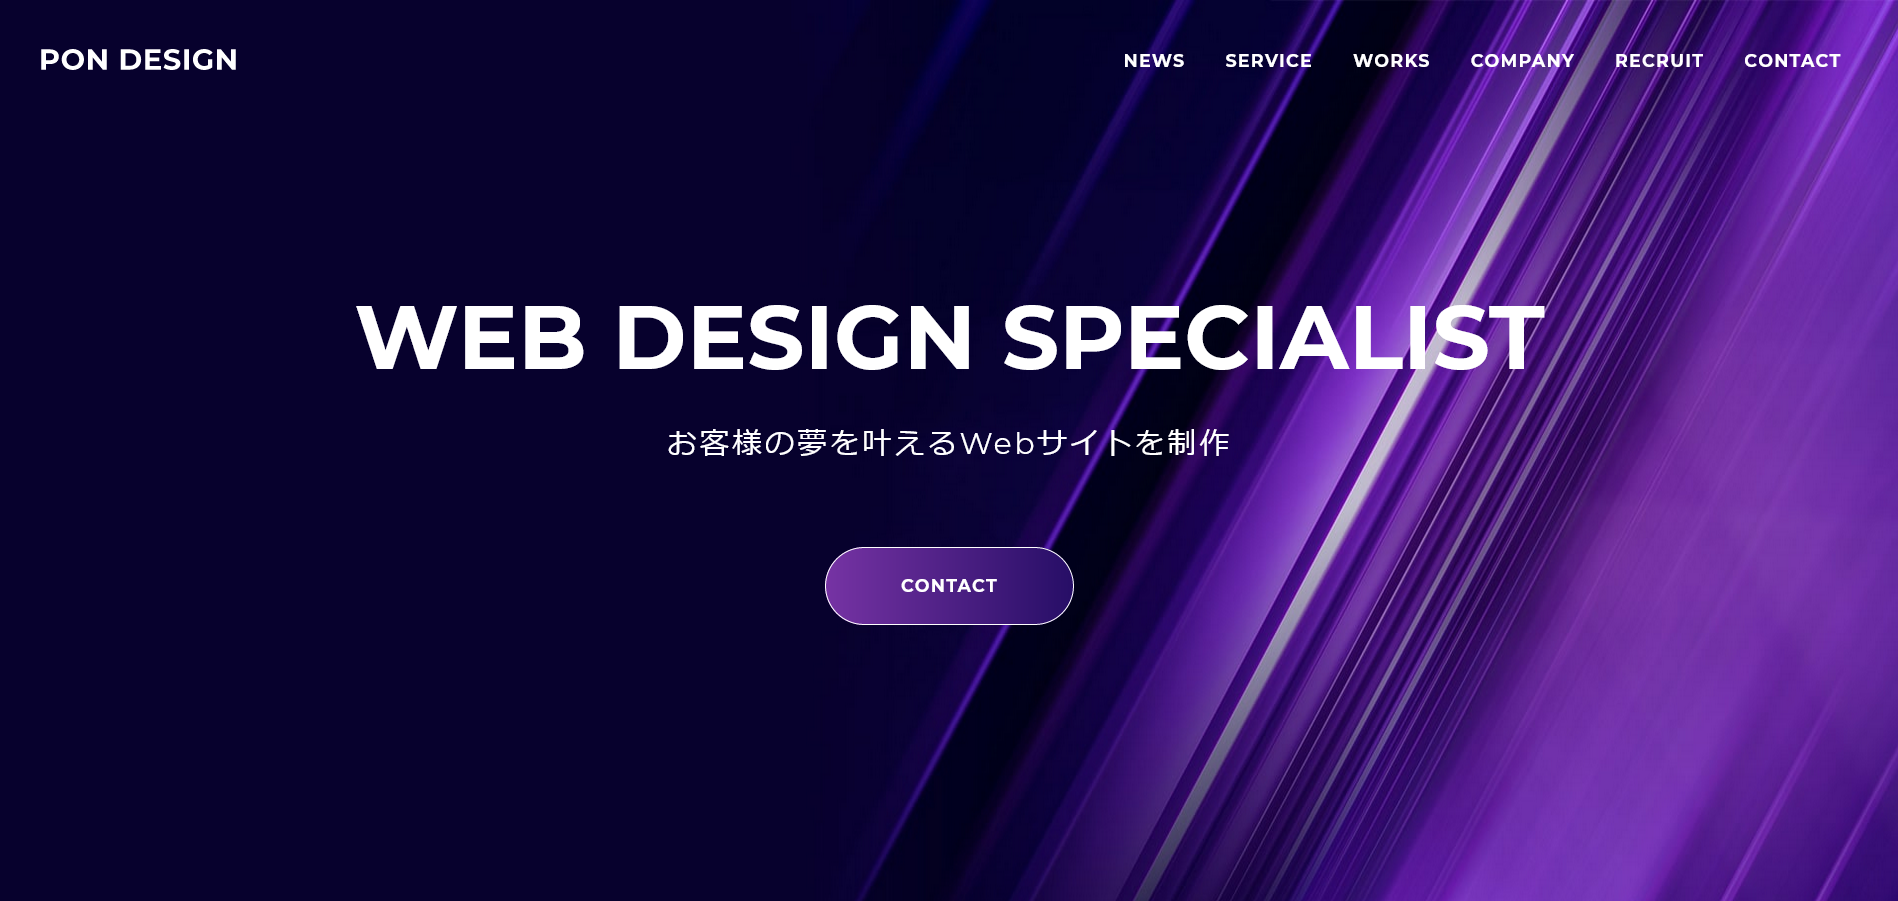 PON DESIGN
NEWS SERVICE WORKS COMPANY RECRUIT CONTACT
WEB DESIGN SPECIALIST
お客様の夢を叶えるWebサイトを制作
CONTACT